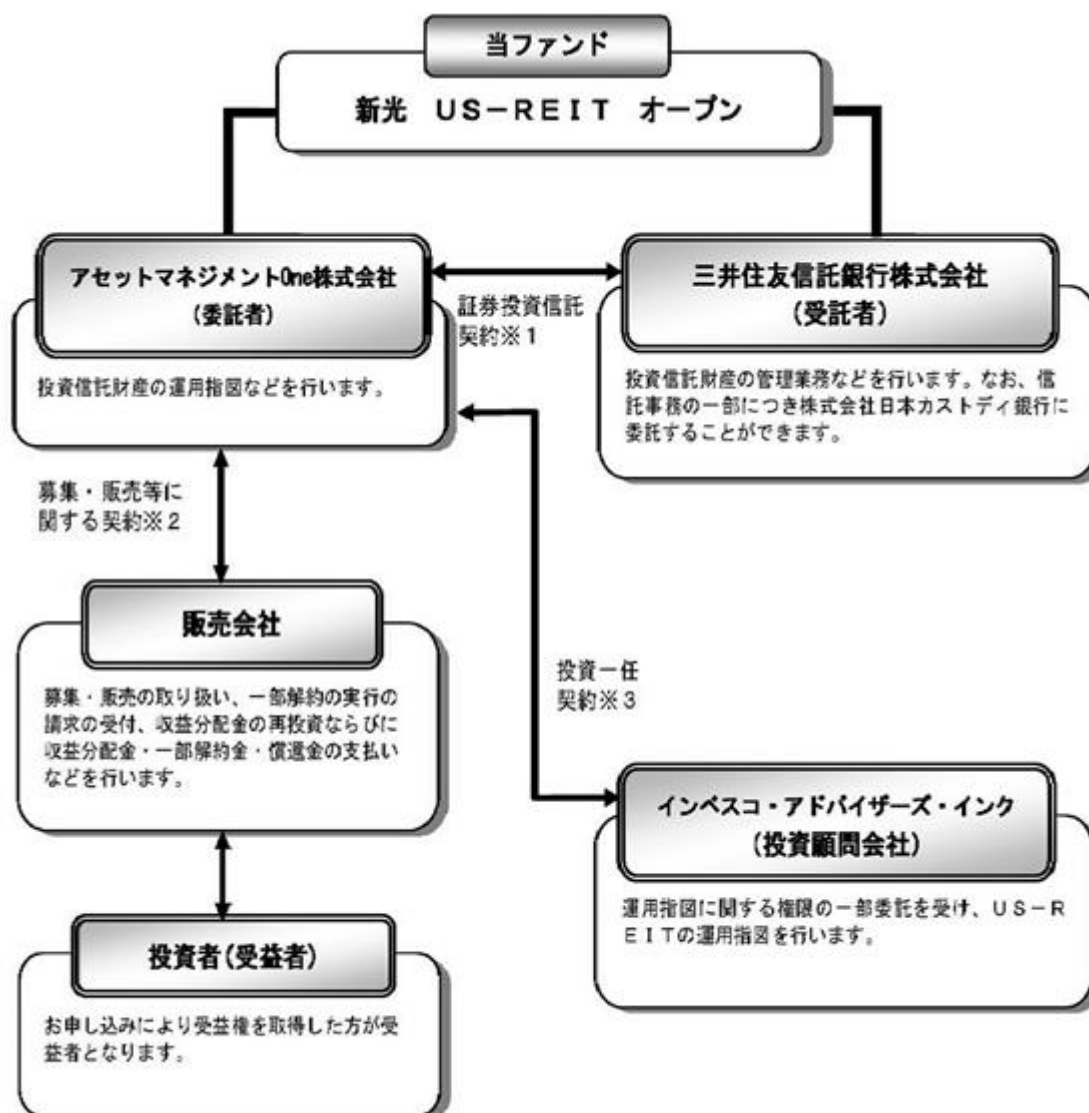 当ファンド
新光 US-REIT オープン
アセットマネジメントOne株式会社
(委託者)
投資信託財産の運用指図などを行います。
証券投資信託
契約※1
三井住友信託銀行株式会社
(受託者)
投資信託財産の管理業務などを行います。なお、信
託事務の一部につき株式会社日本カストディ銀行に
委託することができます。
募集・販売等に
関する契約※2
販売会社
募集・販売の取り扱い、一部解約の実行の
請求の受付、収益分配金の再投資ならびに
収益分配金・一部解約金・償還金の支払い
などを行います。
投資一任
契約※3
インベスコ・アドバイザーズ・インク
(投資顧問会社)
運用指図に関する権限の一部委託を受け、US-R
EITの運用指図を行います。
投資者(受益者)
お申し込みにより受益権を取得した方が受
益者となります。